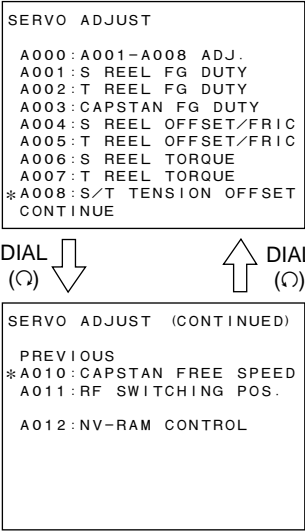 SERVO ADJUST
A000:A001-A008 ADJ.
A001:S REEL FG DUTY
A002:T REEL FG DUTY
A003:CAPSTAN FG DUTY
A004:S REEL OFFSET/FRIC
A005:T REEL OFFSET/FRIC
A006:S REEL TORQUE
A007:T REEL TORQUE
*A008:S/T TENSION OFFSET
CONTINUE
DIAL
(↻)
DIAL
(↺)
SERVO ADJUST (CONTINUED)
PREVIOUS
*A010:CAPSTAN FREE SPEED
A011:RF SWITCHING POS.
A012:NV-RAM CONTROL